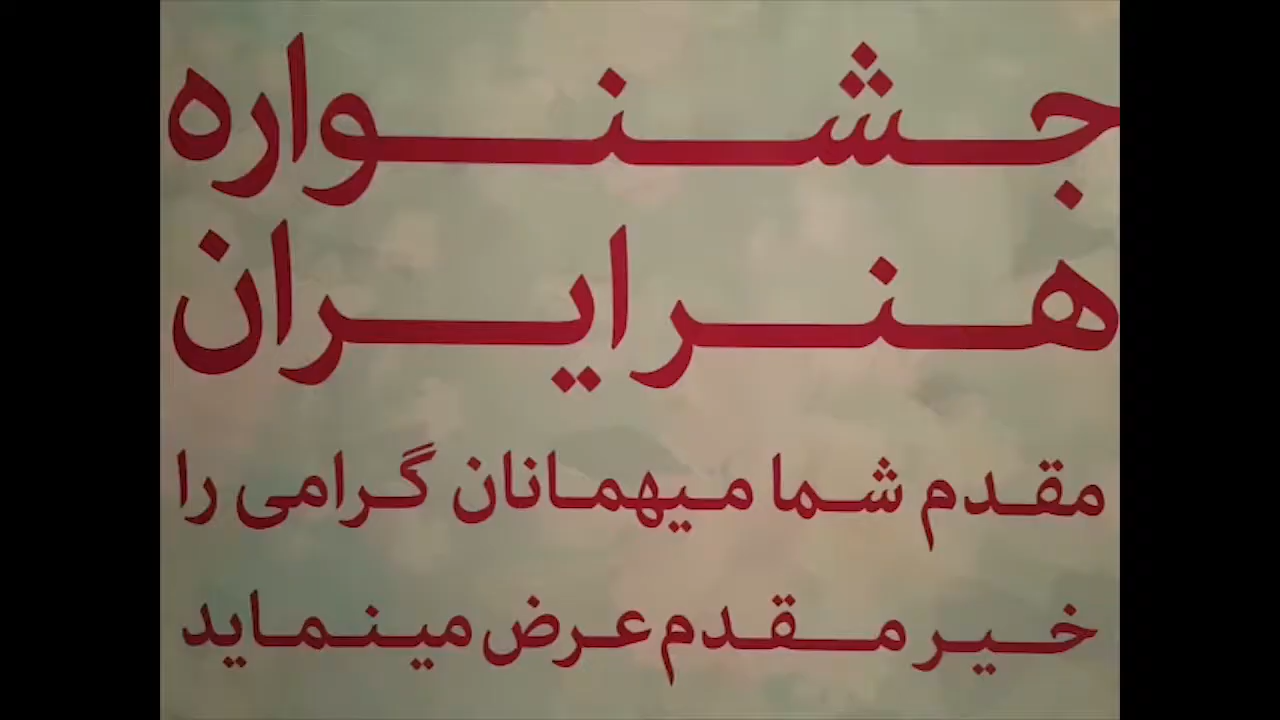 جشنواره
هنر ایران
مقدم شما میهمانان گرامی را
خیر مقدم عرض مینماید